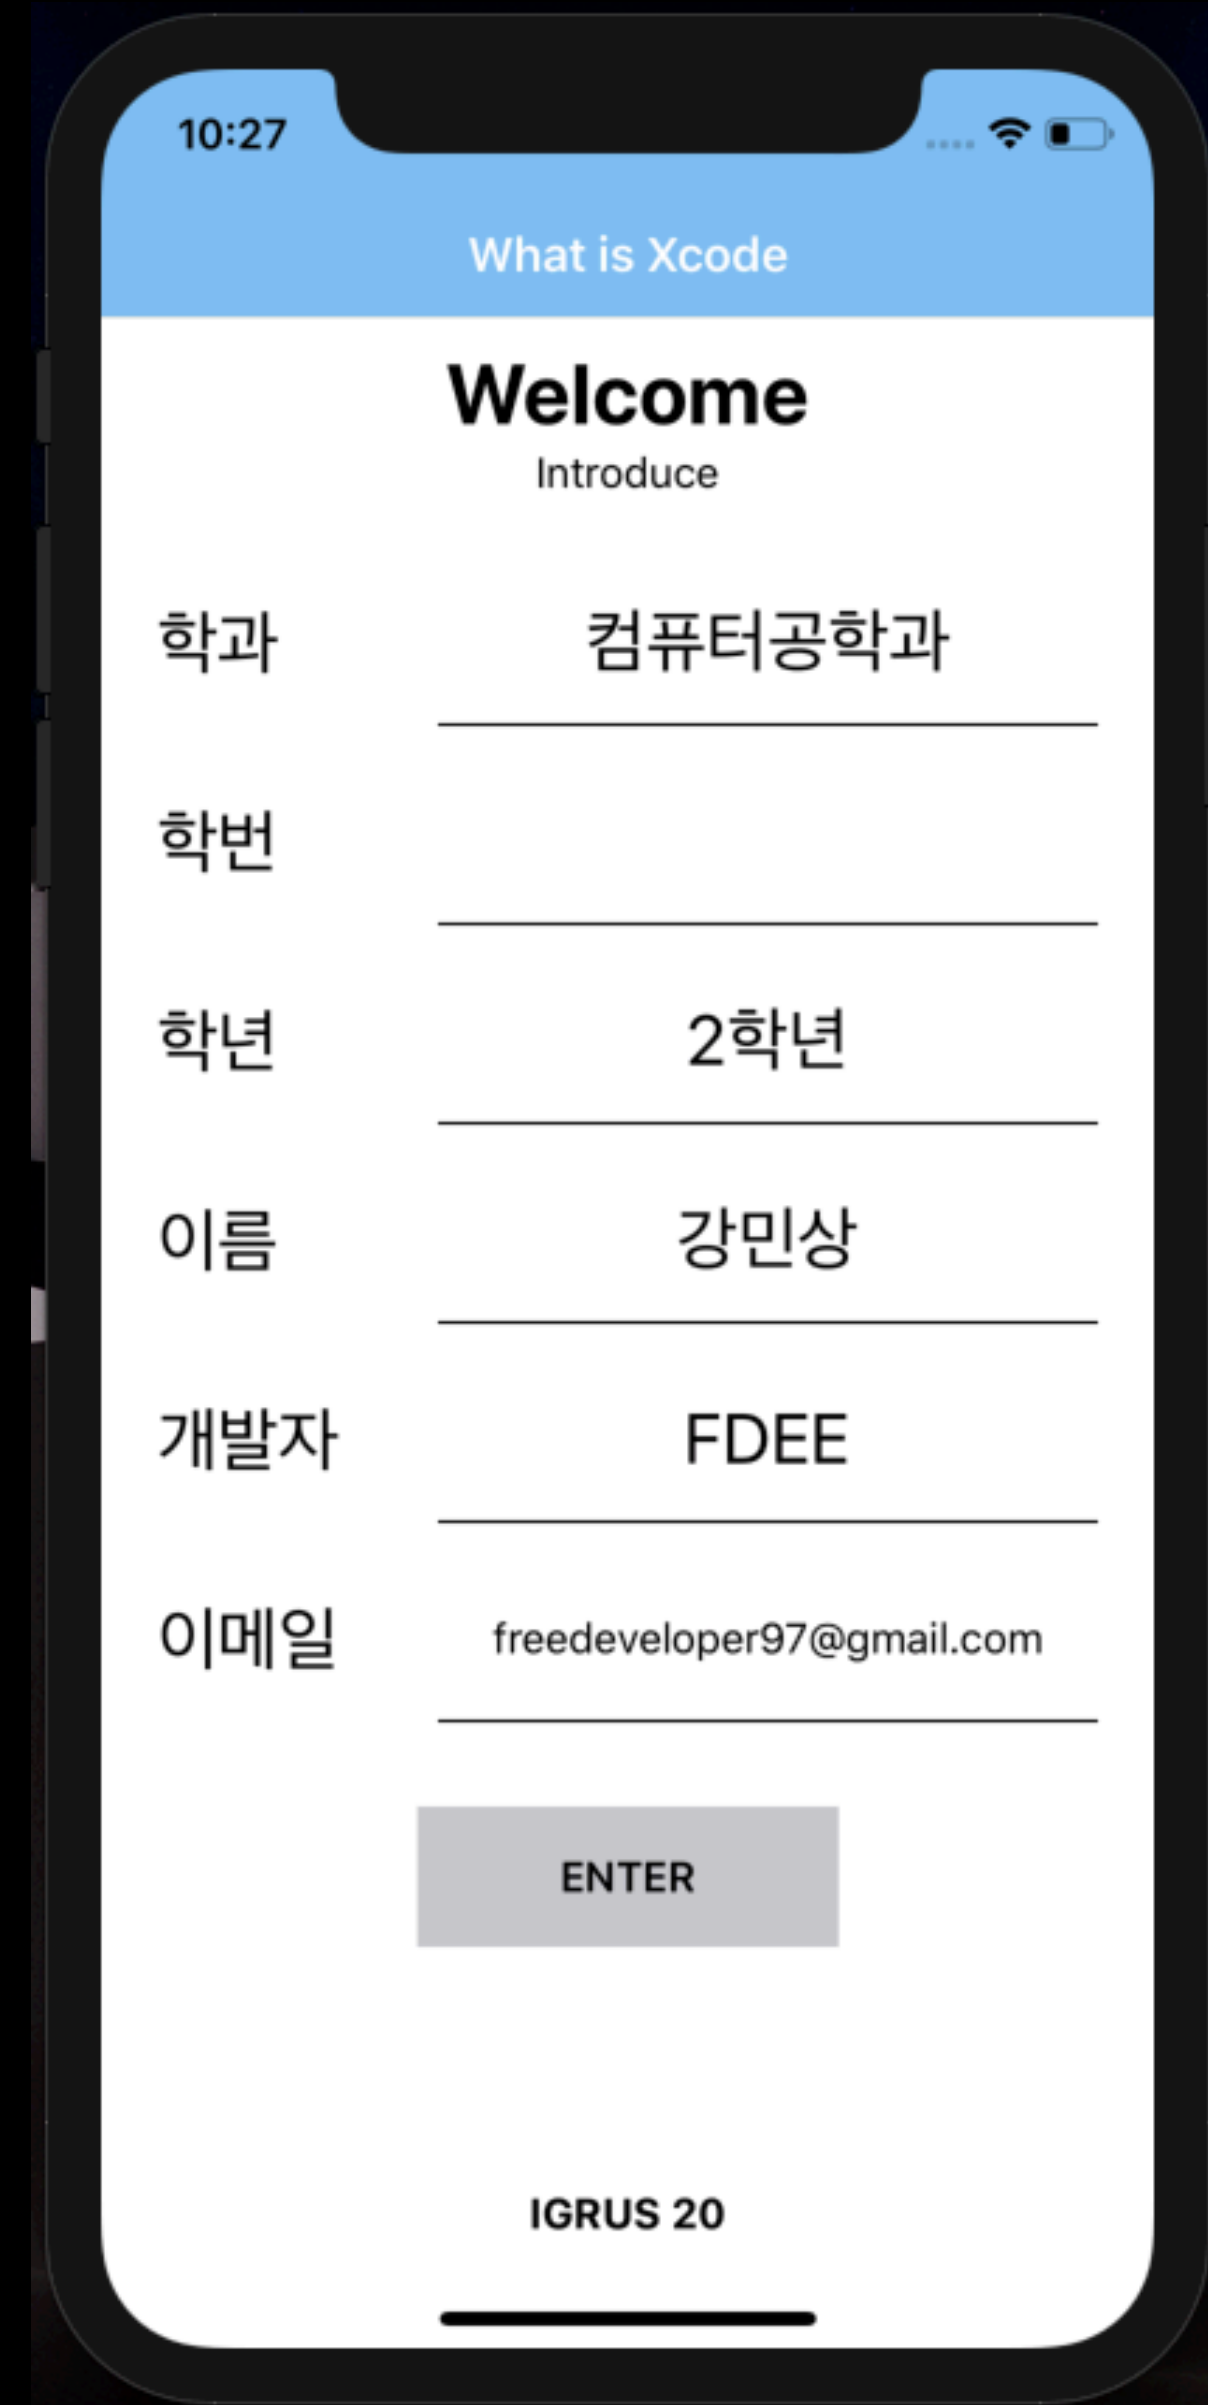 10:27
What is Xcode
Welcome
Introduce
학과 컴퓨터공학과
학번
학년 2학년
이름 강민상
개발자 FDEE
이메일 freedeveloper97@gmail.com
ENTER
IGRUS 20